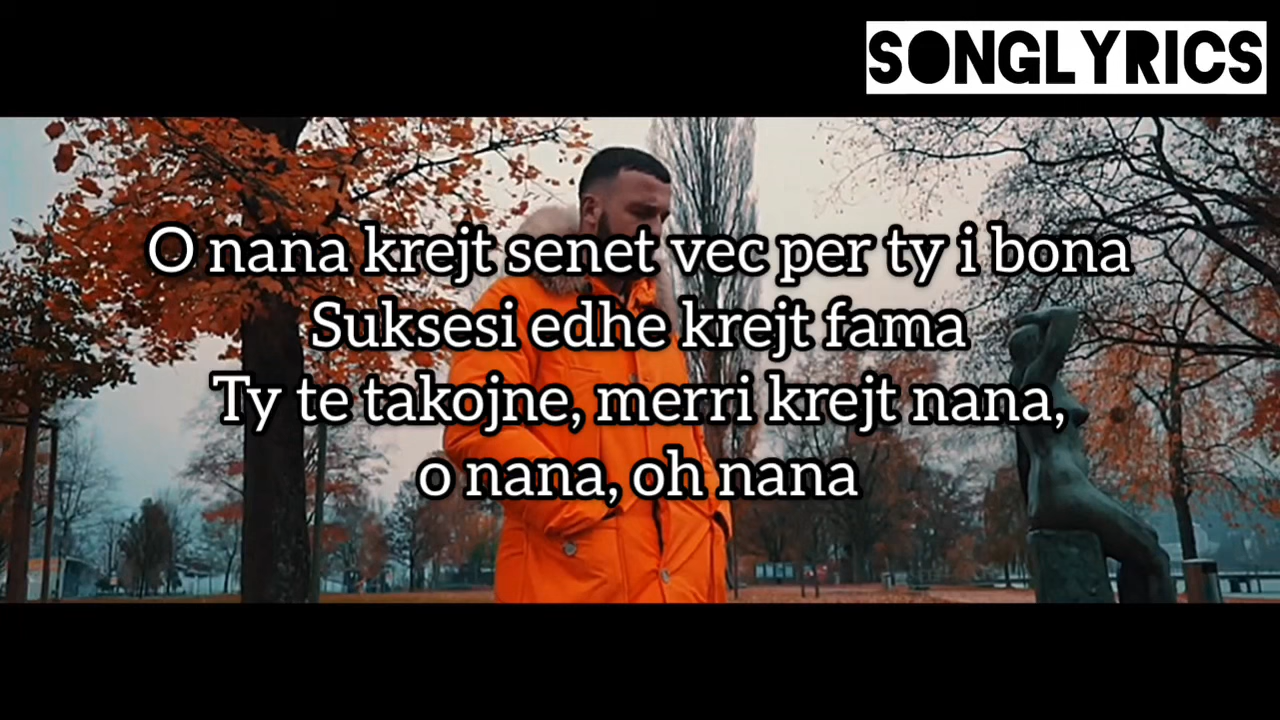 SONGLYRICS
O nana krejt senet vec per ty i bona
Suksesi edhe krejt fama
Ty te takojne, merri krejt nana,
o nana, oh nana